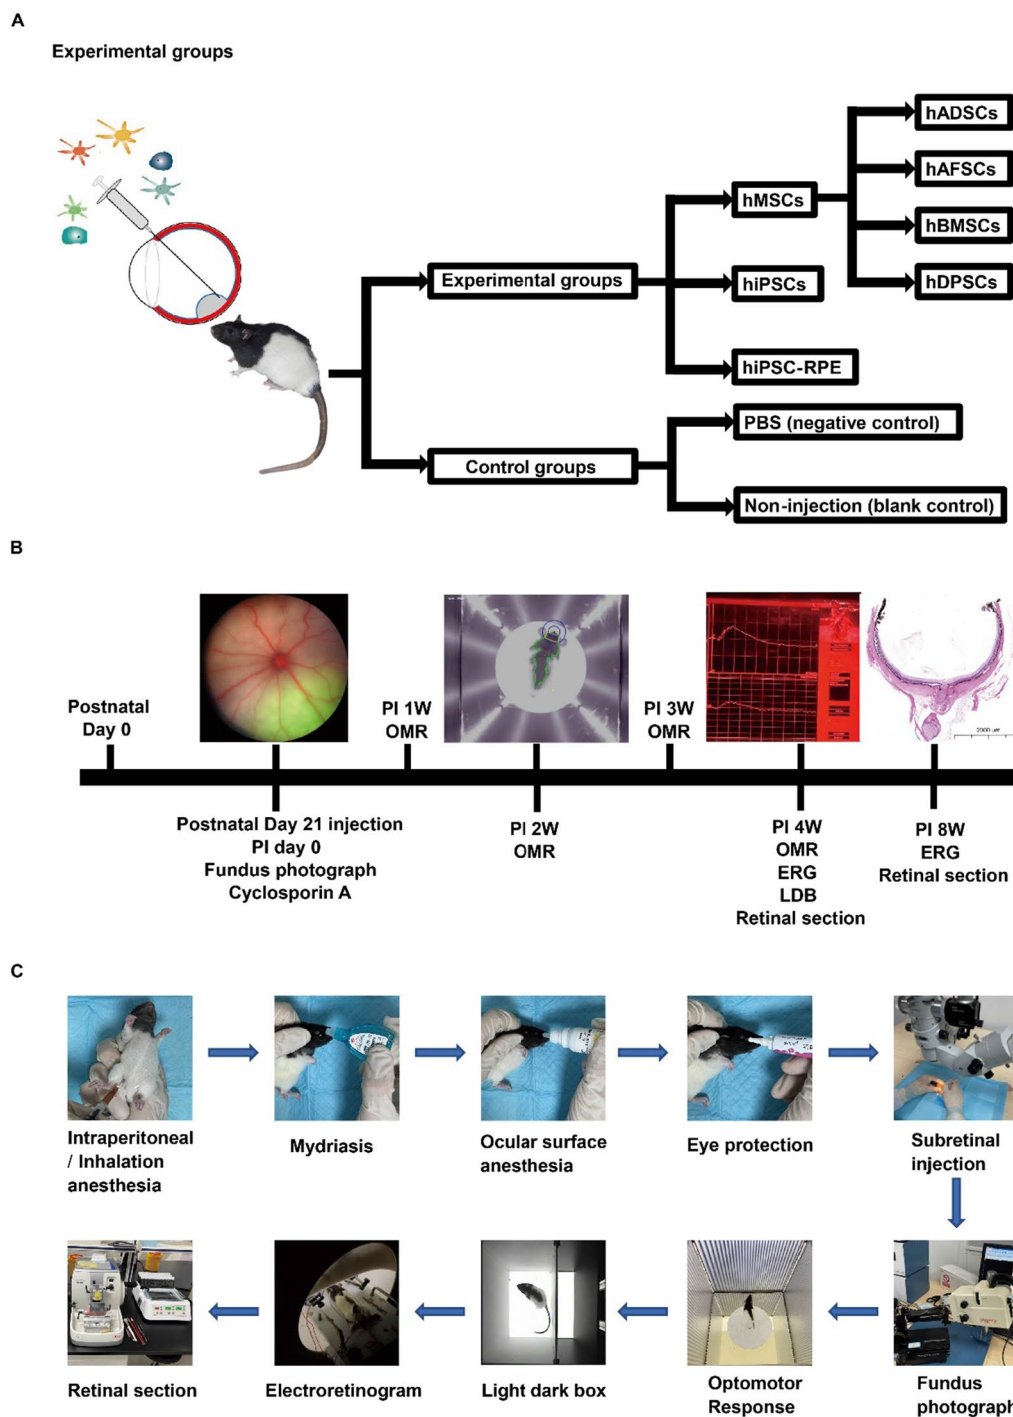 A
Experimental groups
hADSCs
hAFSCs
hMSCs
hBMSCs
Experimental groups
hiPSCs
hDPSCs
hiPSC-RPE
PBS (negative control)
Control groups
Non-injection (blank control)
B
Postnatal
Day 0
PI 1W
OMR
PI 3W
OMR
2000 µm
Postnatal Day 21 injection
PI day 0
Fundus photograph
Cyclosporin A
PI 2W
OMR
PI 4W
OMR
ERG
LDB
Retinal section
PI 8W
ERG
Retinal section
C
Intraperitoneal
/ Inhalation
anesthesia
Mydriasis
Ocular surface
anesthesia
Eye protection
Subretinal
injection
Retinal section
Electroretinogram
Light dark box
Optomotor
Response
Fundus
photograph